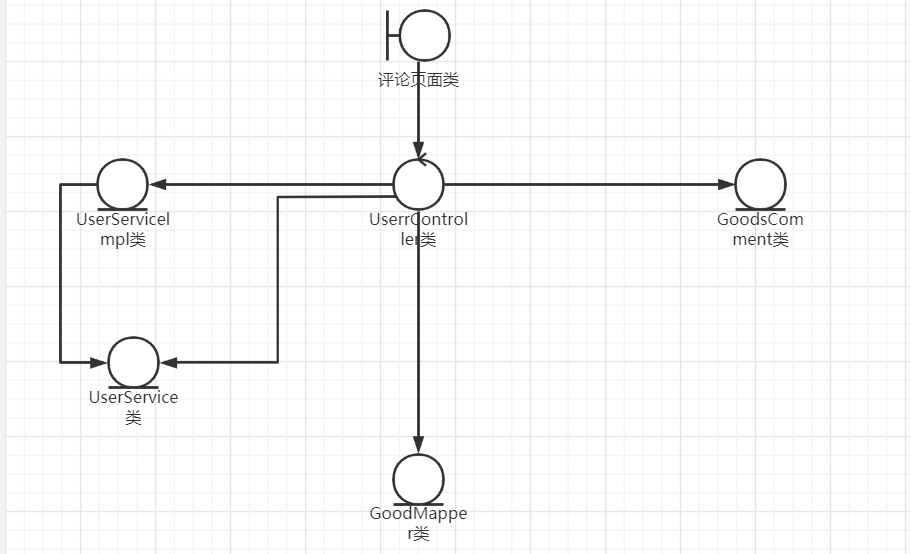 评论页面类
UserServiceI
mpl类
UserrControl
ler类
GoodsCom
ment类
UserService
类
GoodMappe
r类